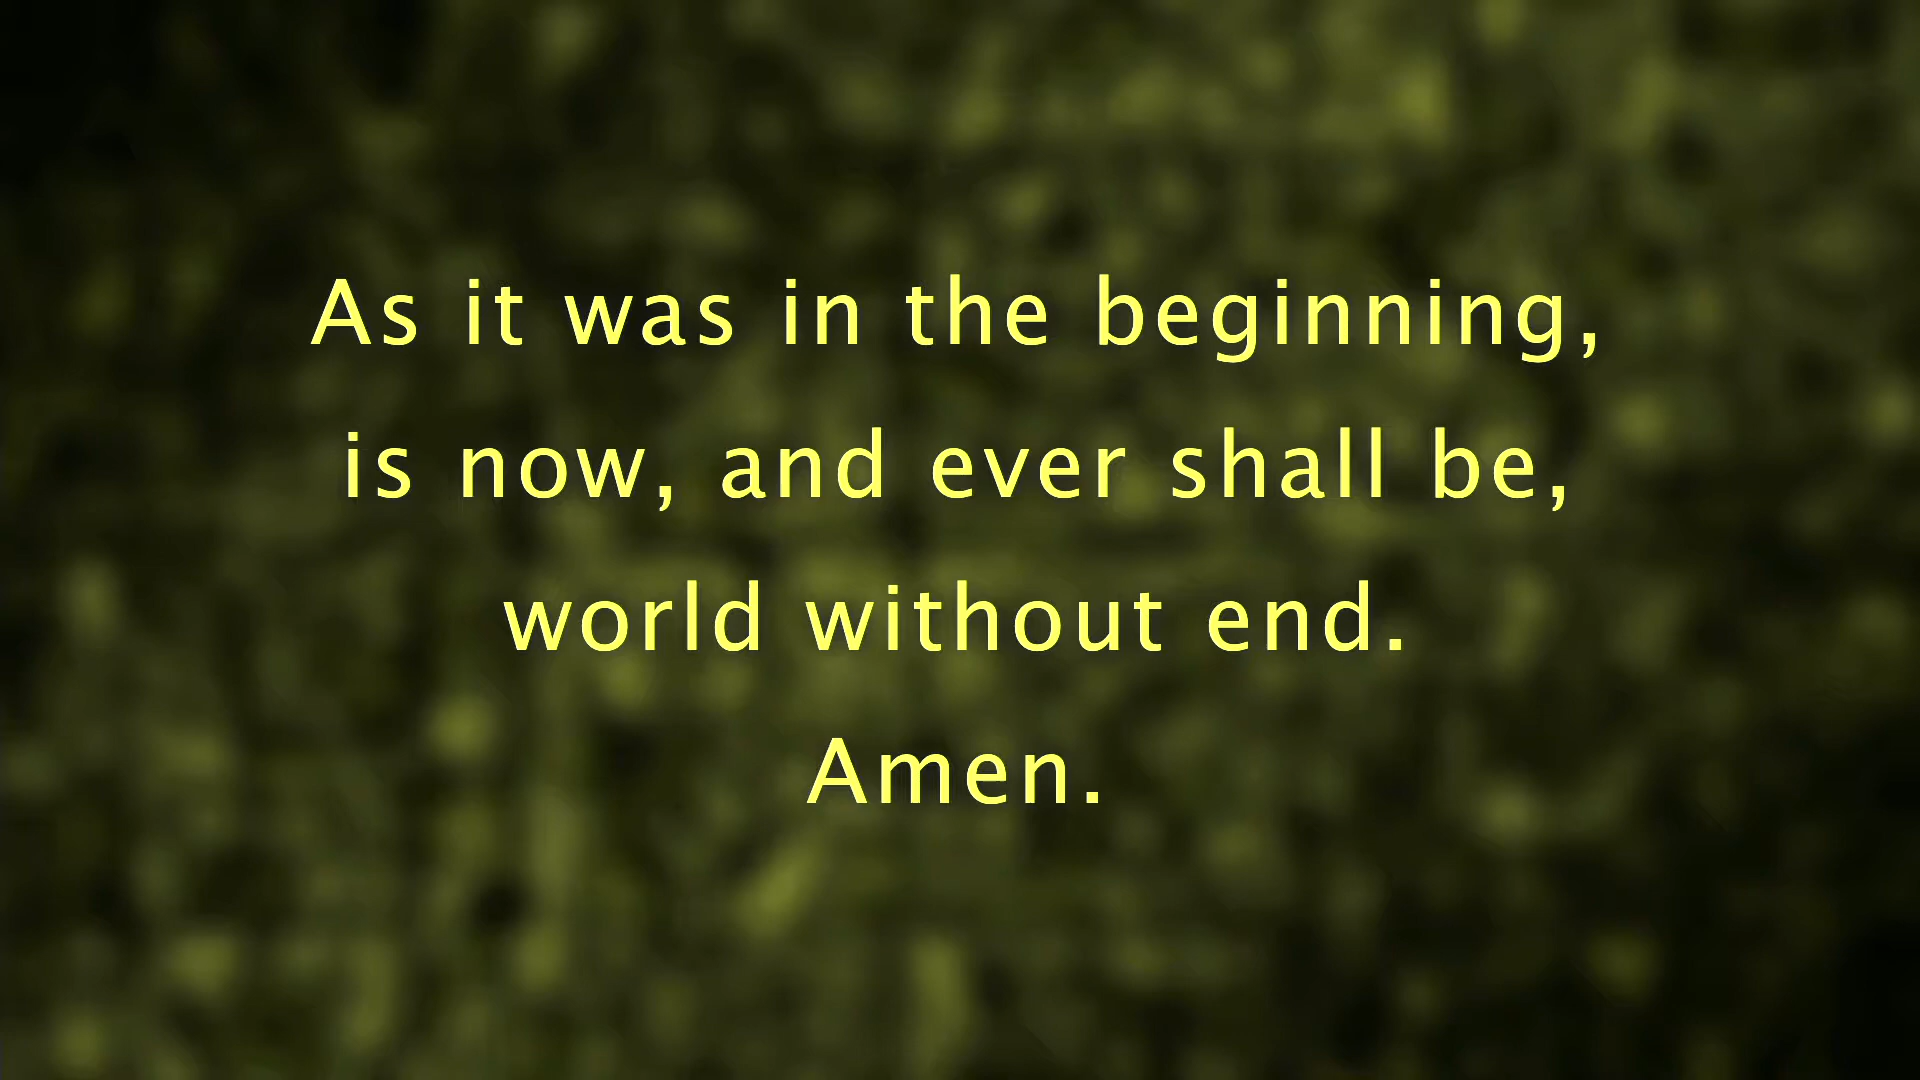 As it was in the beginning,
is now, and ever shall be,
world without end.
Amen.